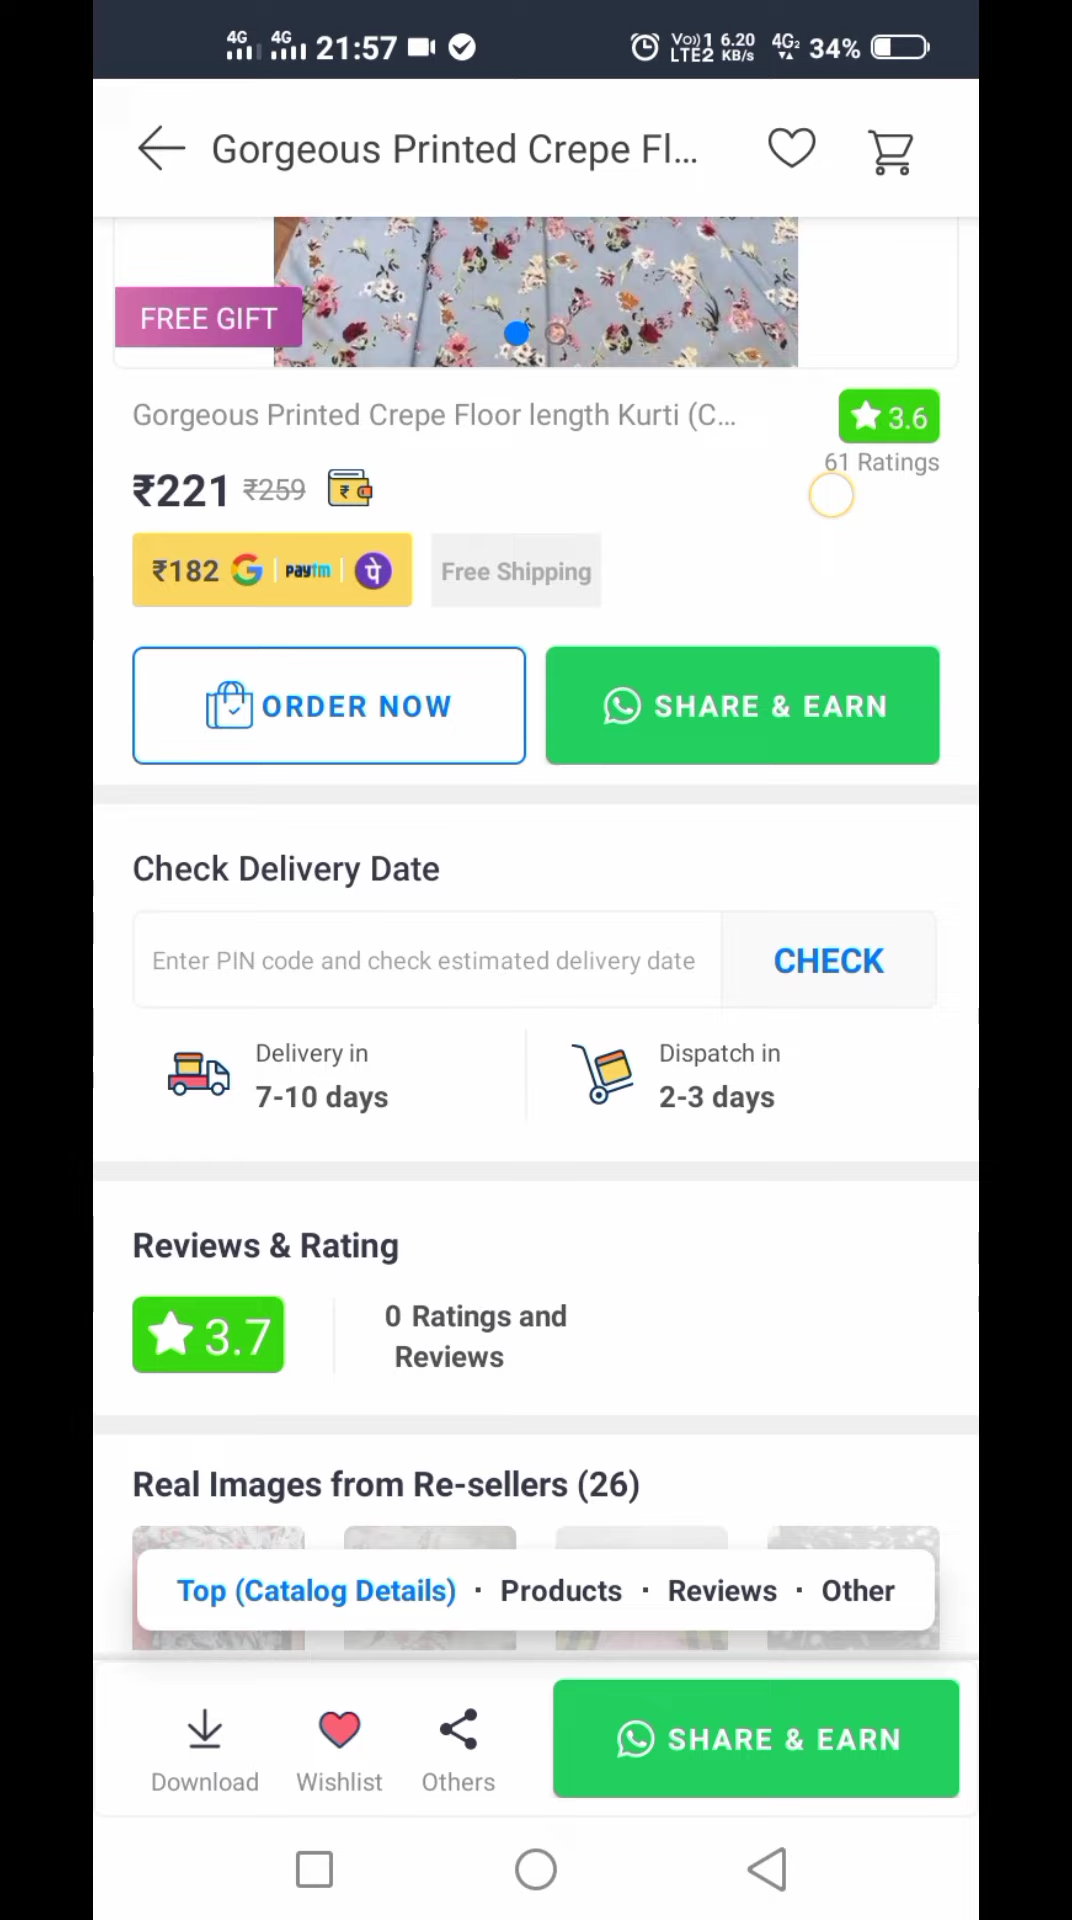 4G 4G 21:57 Vo)) 1 LTE2 6.20 KB/s 4G2 34%
Gorgeous Printed Crepe Fl...
FREE GIFT
Gorgeous Printed Crepe Floor length Kurti (C...
3.6
61 Ratings
₹221 ₹259
₹182 G | paytm | पे
Free Shipping
ORDER NOW
SHARE & EARN
Check Delivery Date
Enter PIN code and check estimated delivery date
CHECK
Delivery in
7-10 days
Dispatch in
2-3 days
Reviews & Rating
3.7
0 Ratings and
Reviews
Real Images from Re-sellers (26)
Top (Catalog Details) · Products · Reviews · Other
Download
Wishlist
Others
SHARE & EARN